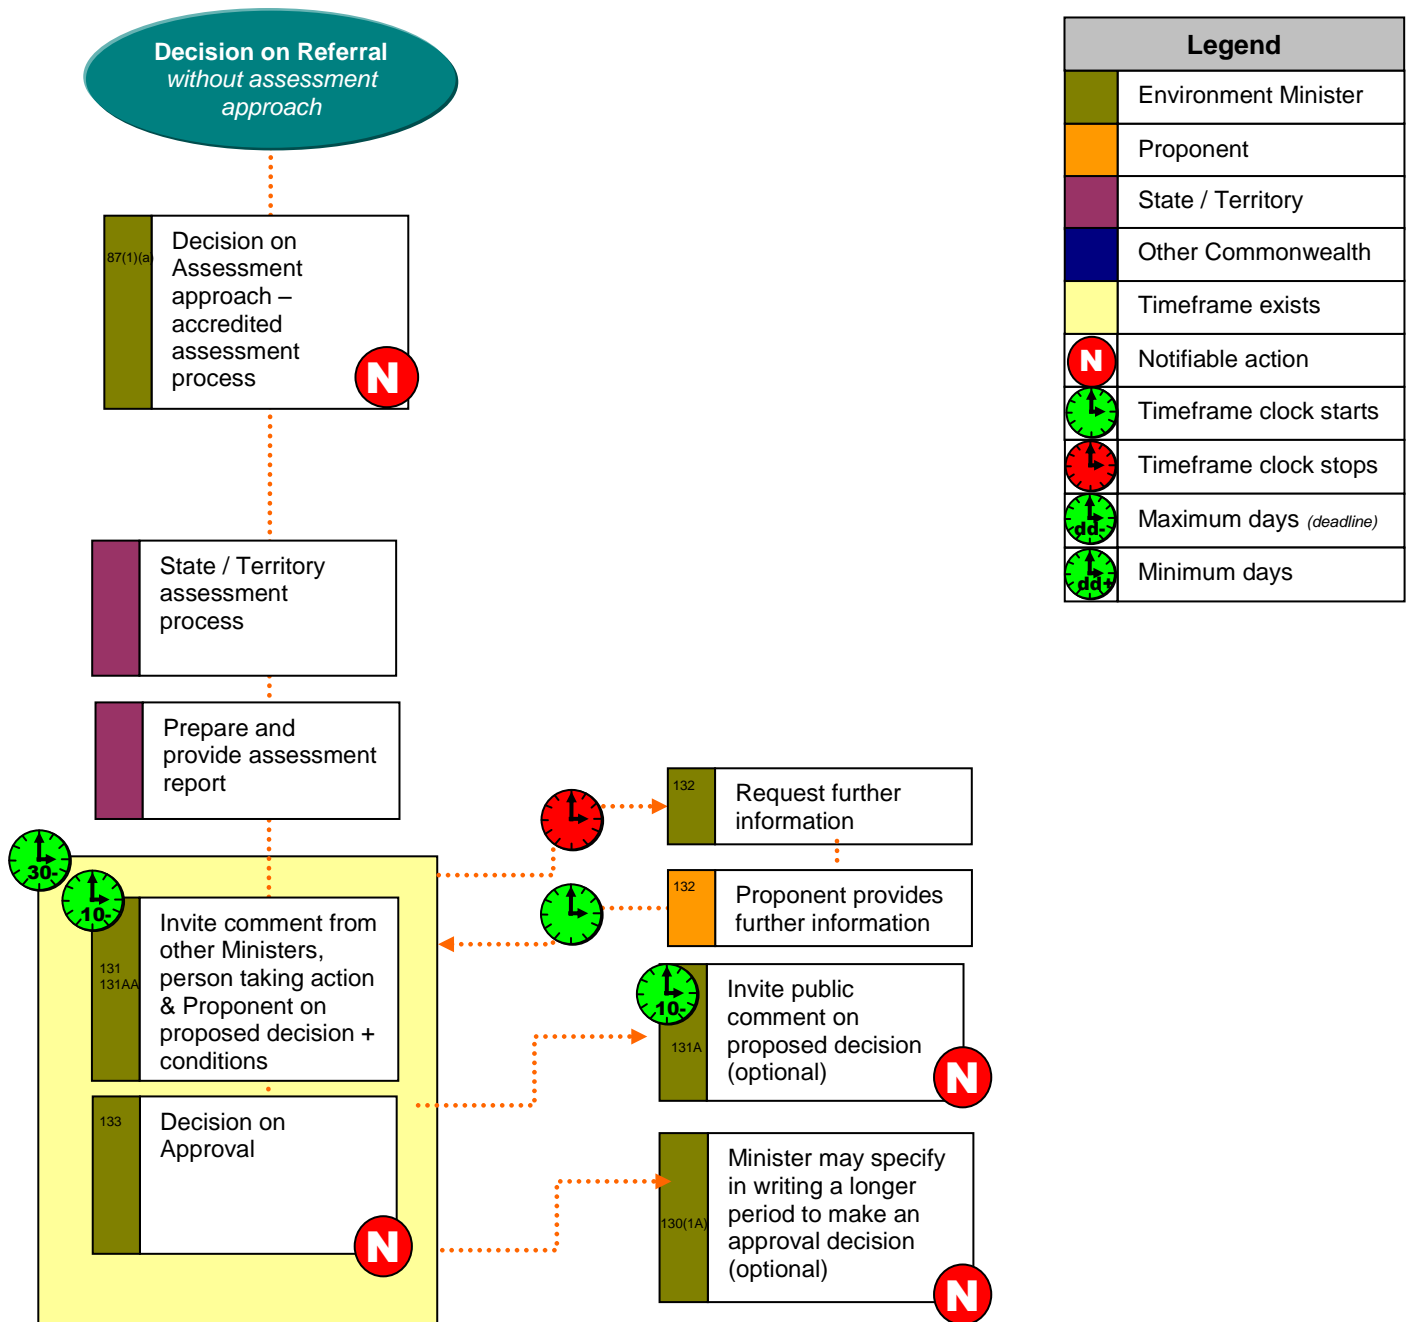 Decision on Referral
without assessment
approach
87(1)(a)
Decision on
Assessment
approach –
accredited
assessment
process
N
State / Territory
assessment
process
Prepare and
provide assessment
report
30-
10-
131
131AA
Invite comment from
other Ministers,
person taking action
& Proponent on
proposed decision +
conditions
133
Decision on
Approval
N
132
Request further
information
132
Proponent provides
further information
10-
131A
Invite public
comment on
proposed decision
(optional)
N
130(1A)
Minister may specify
in writing a longer
period to make an
approval decision
(optional)
N
Legend
Environment Minister
Proponent
State / Territory
Other Commonwealth
Timeframe exists
N Notifiable action
Timeframe clock starts
Timeframe clock stops
dd- Maximum days (deadline)
dd+ Minimum days